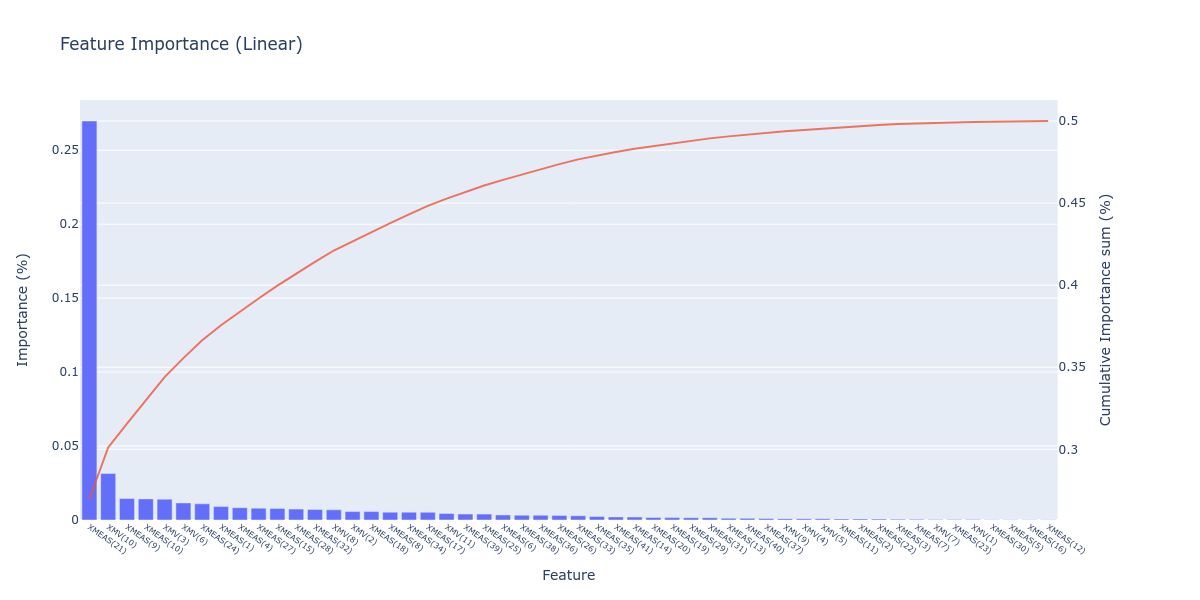 Feature Importance (Linear)
0.25
0.2
0.15
0.1
0.05
0
0.5
0.45
0.4
0.35
0.3
Importance (%)
Cumulative Importance sum (%)
XMEAS(21)
XMV(10)
XMEAS(9)
XMEAS(10)
XMV(3)
XMV(6)
XMEAS(24)
XMEAS(1)
XMEAS(4)
XMEAS(27)
XMEAS(15)
XMEAS(28)
XMEAS(32)
XMV(8)
XMV(2)
XMEAS(18)
XMEAS(8)
XMEAS(34)
XMEAS(17)
XMV(11)
XMEAS(39)
XMEAS(25)
XMEAS(6)
XMEAS(38)
XMEAS(36)
XMEAS(26)
XMEAS(33)
XMEAS(35)
XMEAS(41)
XMEAS(14)
XMEAS(20)
XMEAS(19)
XMEAS(29)
XMEAS(31)
XMEAS(13)
XMEAS(40)
XMEAS(37)
XMV(9)
XMV(4)
XMV(5)
XMEAS(11)
XMEAS(2)
XMEAS(22)
XMEAS(3)
XMEAS(7)
XMV(7)
XMEAS(23)
XMV(1)
XMEAS(30)
XMEAS(5)
XMEAS(16)
XMEAS(12)
Feature